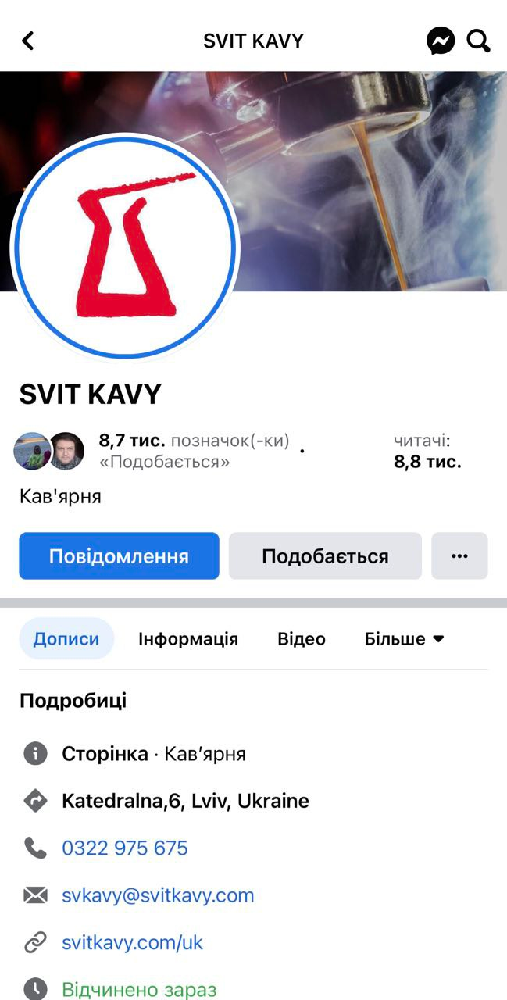 SVIT KAVY
SVIT KAVY
8,7 тис. позначок(-ки)
«Подобається»
·
читачі:
8,8 тис.
Кав'ярня
Повідомлення
Подобається
Дописи
Інформація
Відео
Більше
Подробиці
Сторінка · Кав’ярня
Katedralna,6, Lviv, Ukraine
0322 975 675
svkavy@svitkavy.com
svitkavy.com/uk
Відчинено зараз